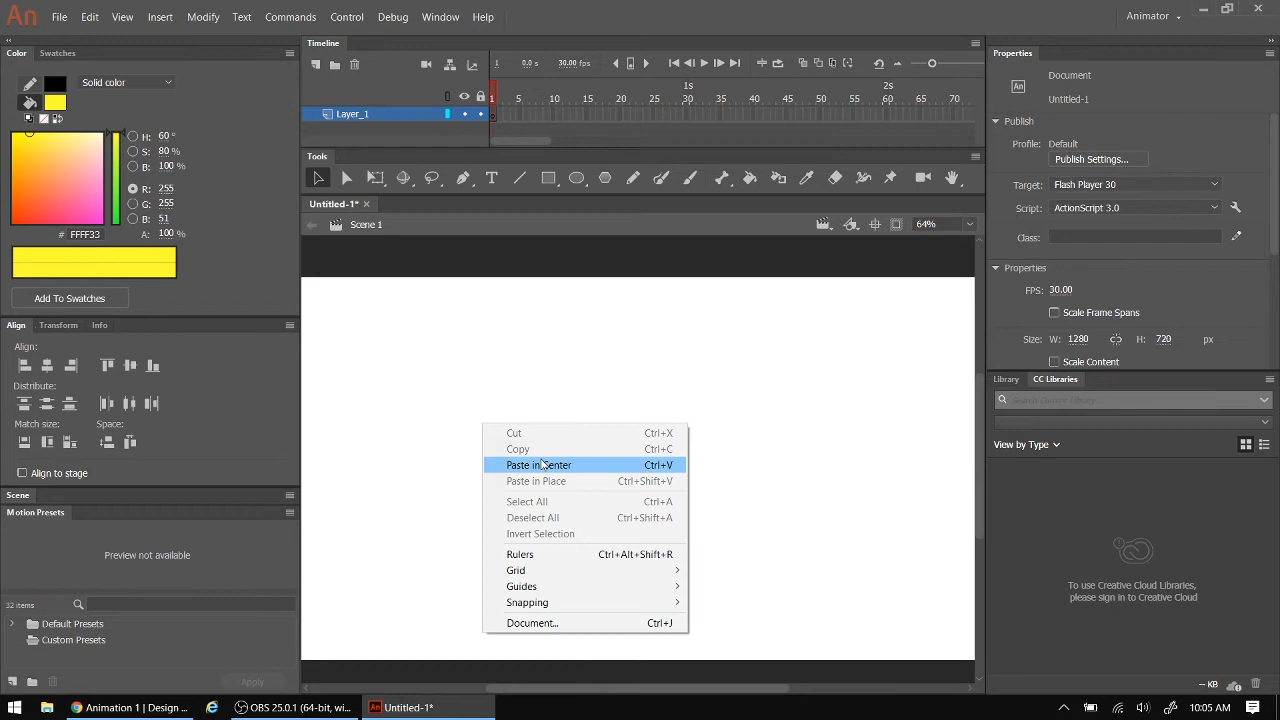 An File Edit View Insert Modify Text Commands Control Debug Window Help Animator
Color Swatches
Solid color
H: 60 °
S: 80 %
B: 100 %
R: 255
G: 255
B: 51
# FFFF33 A: 100 %
Add To Swatches
Align Transform Info
Align:
Distribute:
Match size: Space:
Align to stage
Scene
Motion Presets
Preview not available
32 items
Default Presets
Custom Presets
Apply
Timeline
1 0.0 s 30.00 fps
1s 2s
1 5 10 15 20 25 30 35 40 45 50 55 60 65 70
Layer_1
Tools
Untitled-1*
Scene 1 64%
Cut Ctrl+X
Copy Ctrl+C
Paste in Center Ctrl+V
Paste in Place Ctrl+Shift+V
Select All Ctrl+A
Deselect All Ctrl+Shift+A
Invert Selection
Rulers Ctrl+Alt+Shift+R
Grid
Guides
Snapping
Document... Ctrl+J
Properties
An Document
Untitled-1
Publish
Profile: Default
Publish Settings...
Target: Flash Player 30
Script: ActionScript 3.0
Class:
Properties
FPS: 30.00
Scale Frame Spans
Size: W: 1280 H: 720 px
Scale Content
Library CC Libraries
Search Creative Library
View by Type
To use Creative Cloud Libraries,
please sign in to Creative Cloud
-- KB
Animation 1 | Design ... OBS 25.0.1 (64-bit, w... An Untitled-1* 10:05 AM